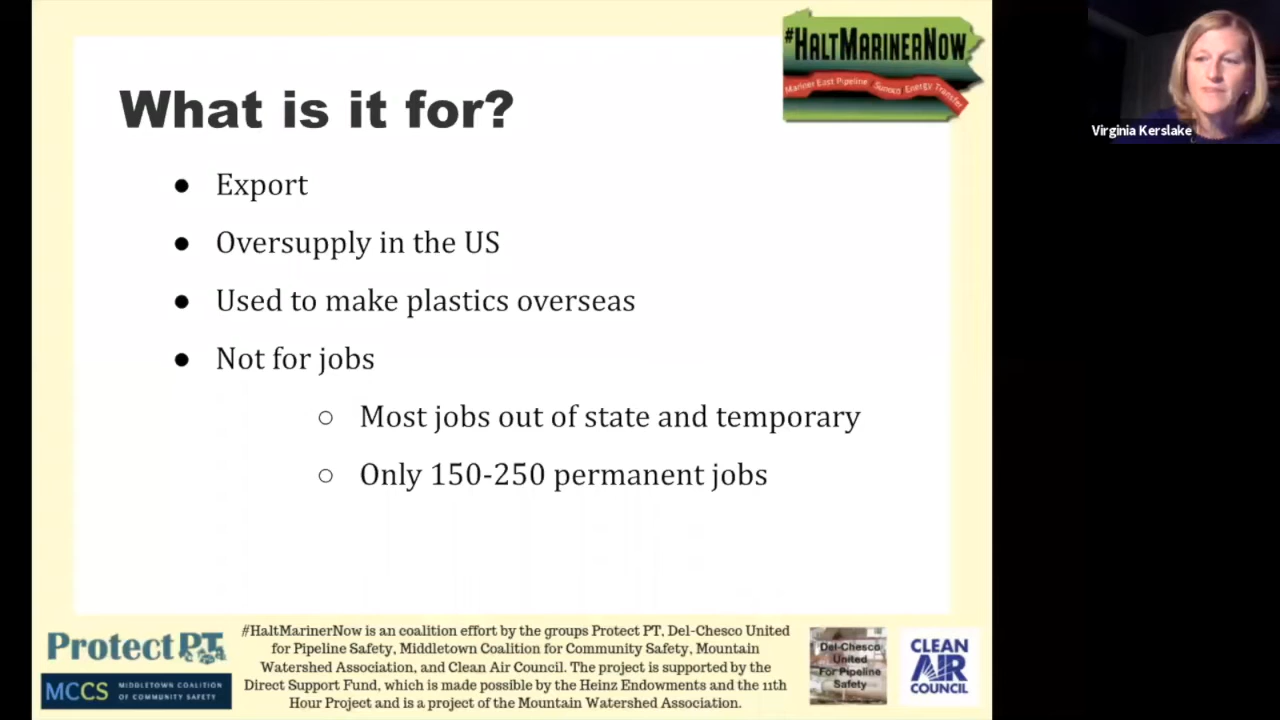 #HALTMARINERNOW
Mariner East Pipeline Sunoco EnerGY Transfer
Virginia Kerslake
What is it for?
● Export
● Oversupply in the US
● Used to make plastics overseas
● Not for jobs
○ Most jobs out of state and temporary
○ Only 150-250 permanent jobs
Protect PT
MCCS MIDDLETOWN COALITION
OF COMMUNITY SAFETY
#HaltMarinerNow is an coalition effort by the groups Protect PT, Del-Chesco United
for Pipeline Safety, Middletown Coalition for Community Safety, Mountain
Watershed Association, and Clean Air Council. The project is supported by the
Direct Support Fund, which is made possible by the Heinz Endowments and the 11th
Hour Project and is a project of the Mountain Watershed Association.
Del-Chesco
United
For Pipeline
Safety
CLEAN
AIR
COUNCIL